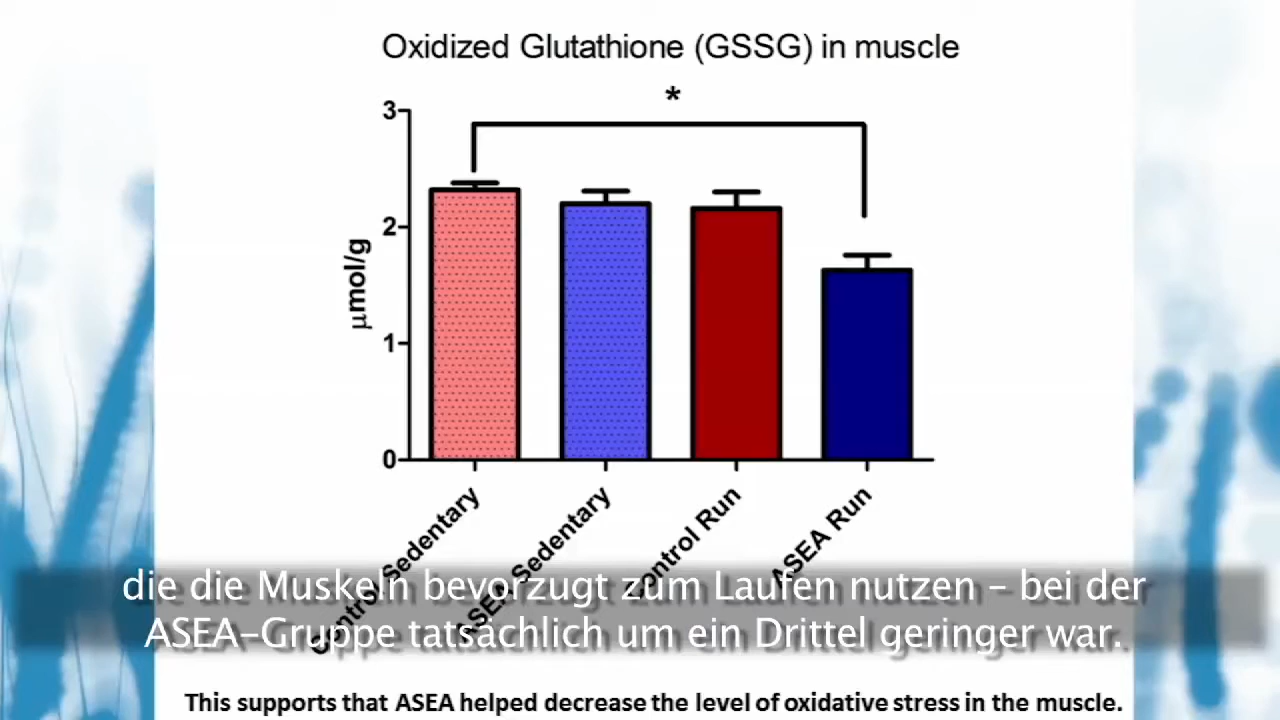 Oxidized Glutathione (GSSG) in muscle
*
3
2
1
0
μmol/g
Control Sedentary
ASEA Sedentary
Control Run
ASEA Run
die die Muskeln bevorzugt zum Laufen nutzen – bei der
ASEA-Gruppe tatsächlich um ein Drittel geringer war.
This supports that ASEA helped decrease the level of oxidative stress in the muscle.